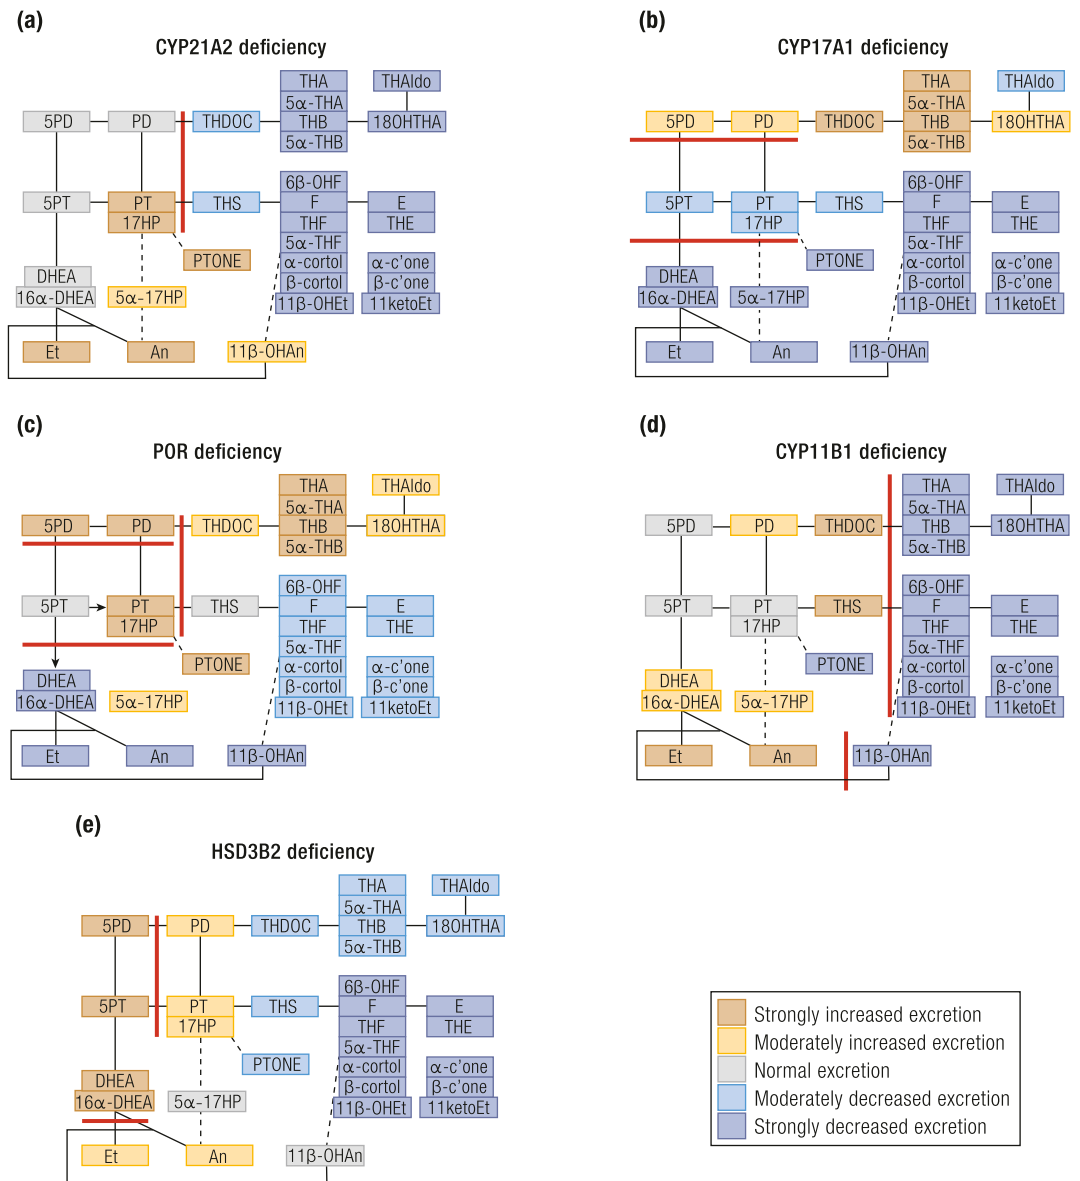 (a)
CYP21A2 deficiency
THA
5α-THA
THB
5α-THB
THAldo
18OHTHA
5PD
PD
THDOC
5PT
PT
17HP
THS
6β-OHF
F
THF
5α-THF
α-cortol
β-cortol
11β-OHEt
E
THE
PTONE
α-c'one
β-c'one
11ketoEt
DHEA
16α-DHEA
5α-17HP
Et
An
11β-OHAn
(b)
CYP17A1 deficiency
THA
5α-THA
THB
5α-THB
THAldo
18OHTHA
5PD
PD
THDOC
5PT
PT
17HP
THS
6β-OHF
F
THF
5α-THF
α-cortol
β-cortol
11β-OHEt
E
THE
PTONE
α-c'one
β-c'one
11ketoEt
DHEA
16α-DHEA
5α-17HP
Et
An
11β-OHAn
(c)
POR deficiency
THA
5α-THA
THB
5α-THB
THAldo
18OHTHA
5PD
PD
THDOC
5PT
PT
17HP
THS
6β-OHF
F
THF
5α-THF
α-cortol
β-cortol
11β-OHEt
E
THE
PTONE
α-c'one
β-c'one
11ketoEt
DHEA
16α-DHEA
5α-17HP
Et
An
11β-OHAn
(d)
CYP11B1 deficiency
THA
5α-THA
THB
5α-THB
THAldo
18OHTHA
5PD
PD
THDOC
5PT
PT
17HP
THS
6β-OHF
F
THF
5α-THF
α-cortol
β-cortol
11β-OHEt
E
THE
PTONE
α-c'one
β-c'one
11ketoEt
DHEA
16α-DHEA
5α-17HP
Et
An
11β-OHAn
(e)
HSD3B2 deficiency
THA
5α-THA
THB
5α-THB
THAldo
18OHTHA
5PD
PD
THDOC
5PT
PT
17HP
THS
6β-OHF
F
THF
5α-THF
α-cortol
β-cortol
11β-OHEt
E
THE
PTONE
α-c'one
β-c'one
11ketoEt
DHEA
16α-DHEA
5α-17HP
Et
An
11β-OHAn
Strongly increased excretion
Moderately increased excretion
Normal excretion
Moderately decreased excretion
Strongly decreased excretion